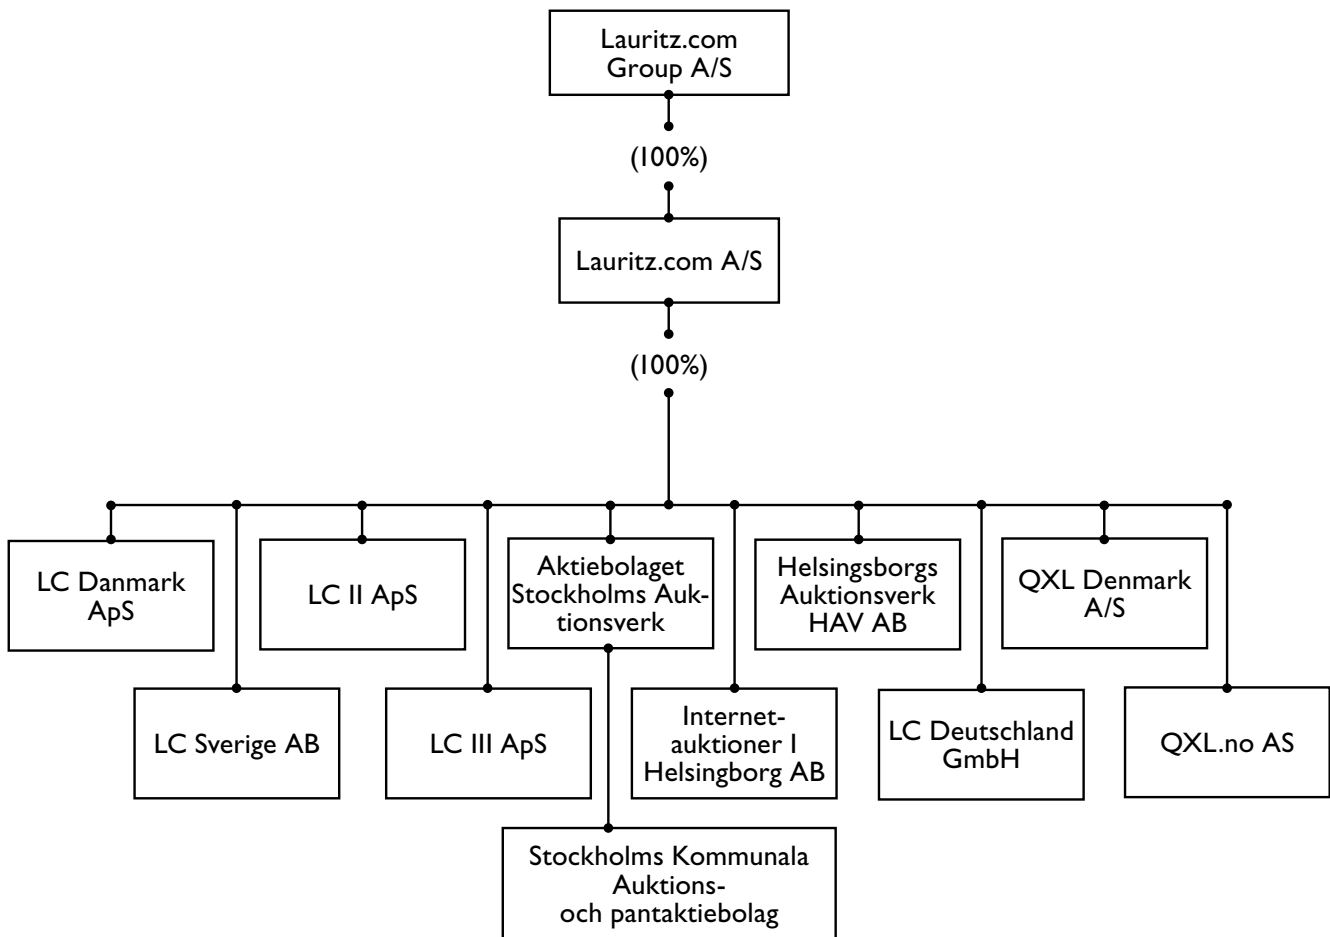 Lauritz.com
Group A/S
(100%)
Lauritz.com A/S
(100%)
LC Danmark
ApS
LC II ApS
Aktiebolaget
Stockholms Auk-
tionsverk
Helsingsborgs
Auktionsverk
HAV AB
QXL Denmark
A/S
LC Sverige AB
LC III ApS
Internet-
auktioner I
Helsingborg AB
LC Deutschland
GmbH
QXL.no AS
Stockholms Kommunala
Auktions-
och pantaktiebolag